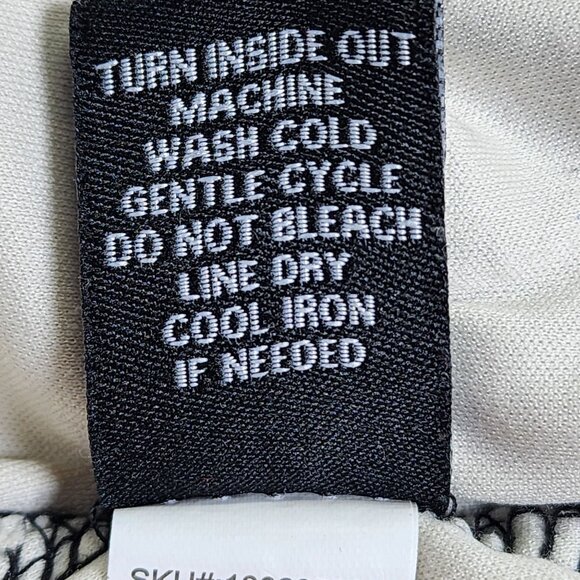 TURN INSIDE OUT
MACHINE
WASH COLD
GENTLE CYCLE
DO NOT BLEACH
LINE DRY
COOL IRON
IF NEEDED